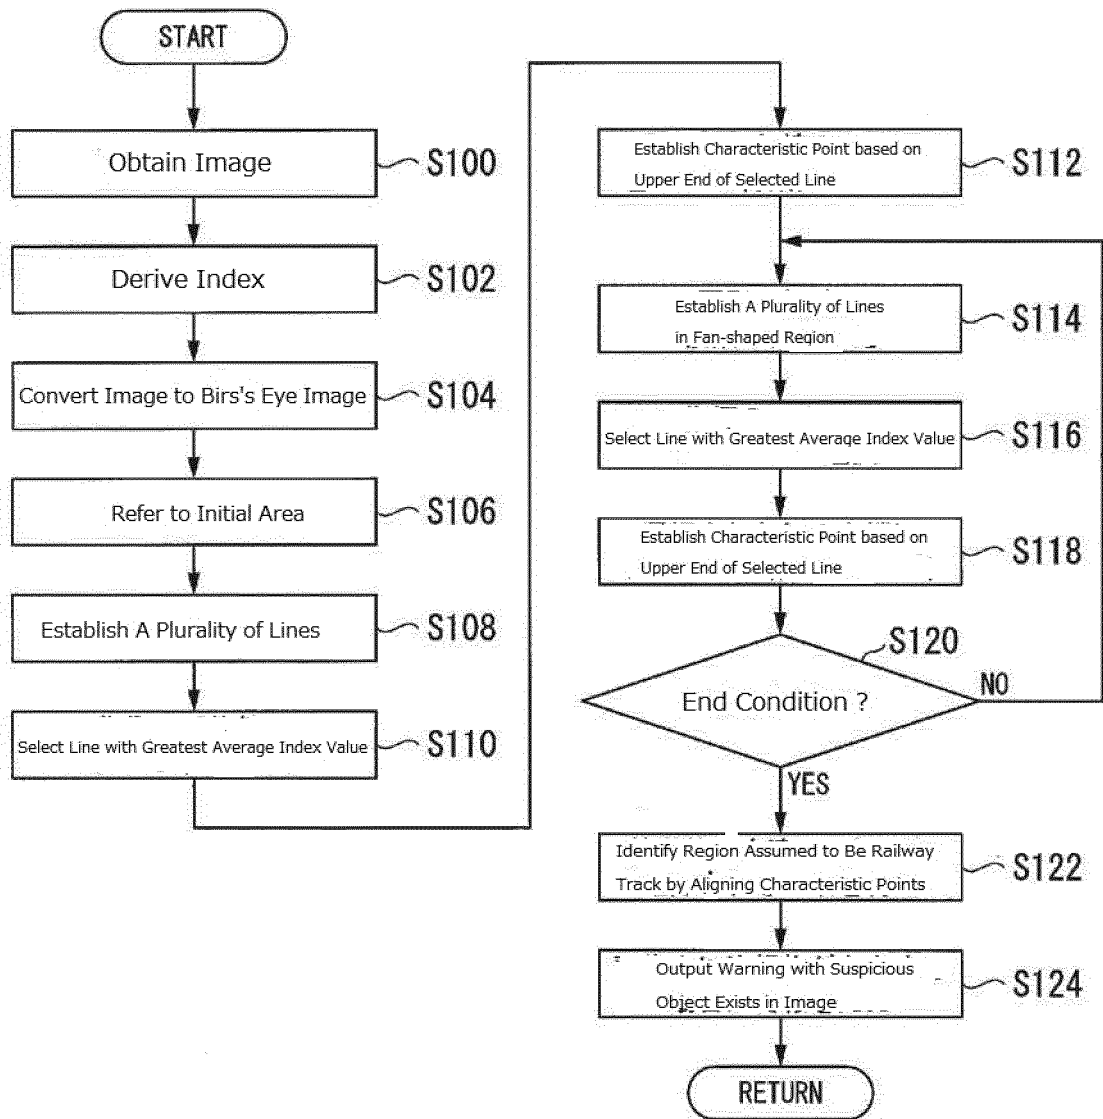 START
Obtain Image
S100
Derive Index
S102
Convert Image to Birs's Eye Image
S104
Refer to Initial Area
S106
Establish A Plurality of Lines
S108
Select Line with Greatest Average Index Value
S110
Establish Characteristic Point based on
Upper End of Selected Line
S112
Establish A Plurality of Lines
in Fan-shaped Region
S114
Select Line with Greatest Average Index Value
S116
Establish Characteristic Point based on
Upper End of Selected Line
S118
End Condition ?
S120
NO
YES
Identify Region Assumed to Be Railway
Track by Aligning Characteristic Points
S122
Output Warning with Suspicious
Object Exists in Image
S124
RETURN